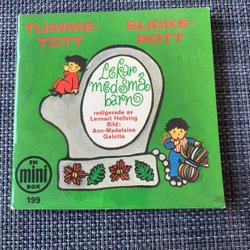 TUMME-
TOTT
SLICKE-
POTT
Lekar
med små
barn
redigerade av
Lennart Hellsing
Bild:
Ann-Madeleine
Gelotte
EN
mini
BOK
199